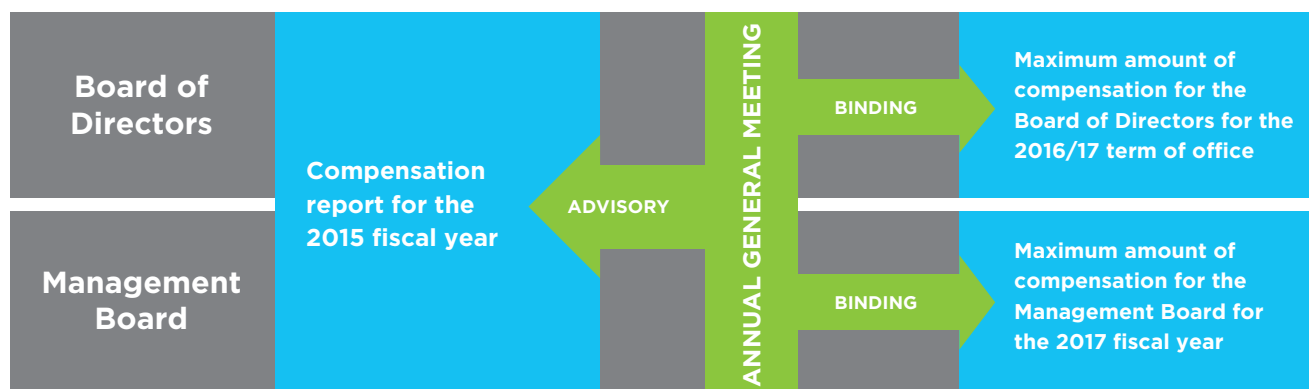 Board of
Directors
Management
Board
Compensation
report for the
2015 fiscal year
ADVISORY
ANNUAL GENERAL MEETING
BINDING
Maximum amount of
compensation for the
Board of Directors for the
2016/17 term of office
BINDING
Maximum amount of
compensation for the
Management Board for
the 2017 fiscal year